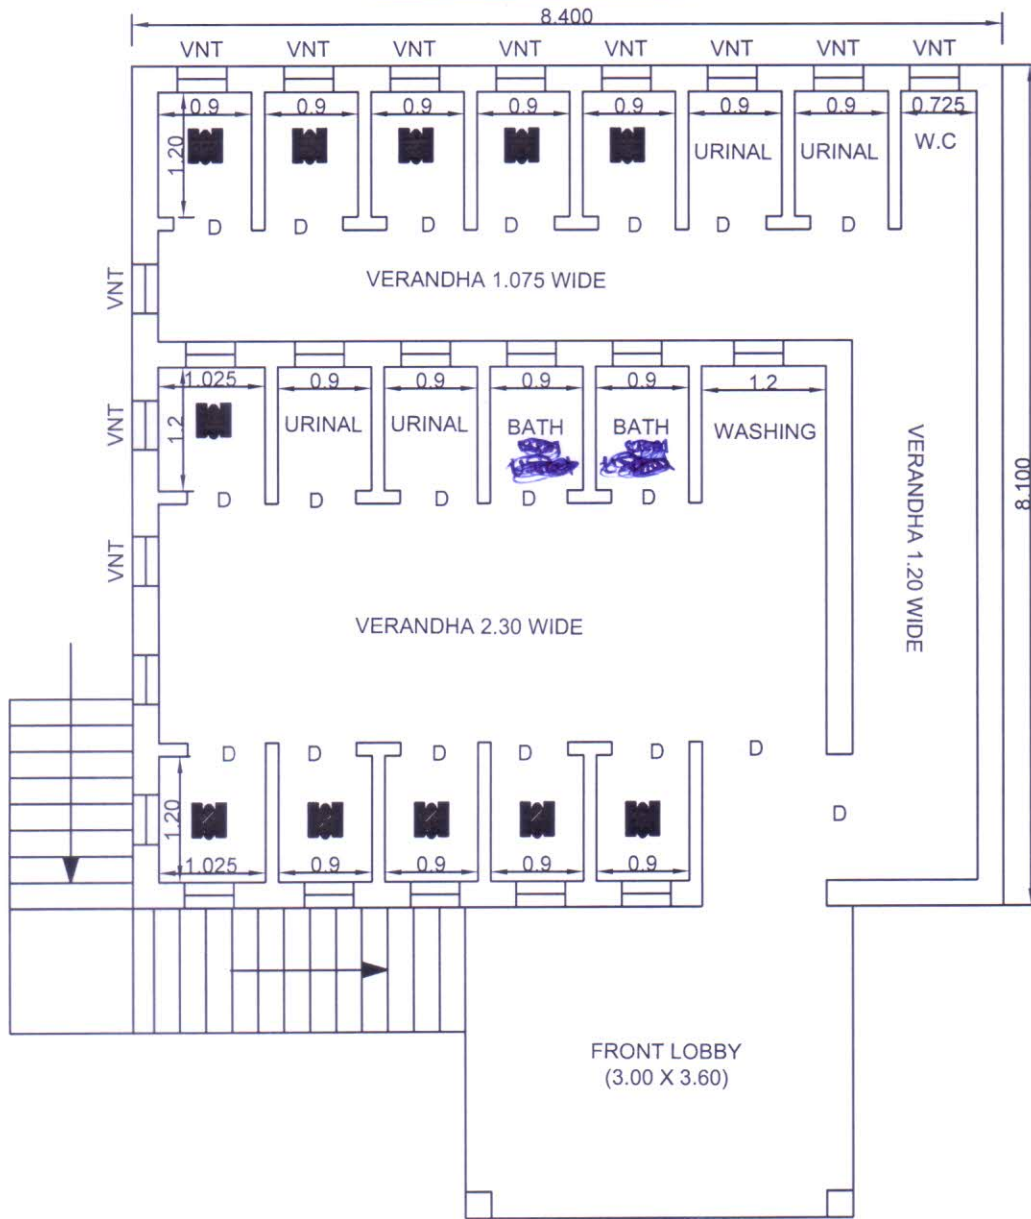 8.400
VNT VNT VNT VNT VNT VNT VNT VNT
0.9 0.9 0.9 0.9 0.9 0.9 0.9 0.725
1.20
URINAL URINAL W.C
D D D D D D D
VNT
VERANDHA 1.075 WIDE
1.025 0.9 0.9 0.9 0.9 1.2
VNT
1.2
URINAL URINAL BATH BATH WASHING
D D D D D
VERANDHA 1.20 WIDE
8.100
VNT
VERANDHA 2.30 WIDE
D D D D D D
1.20
D
1.025 0.9 0.9 0.9 0.9
FRONT LOBBY
(3.00 X 3.60)